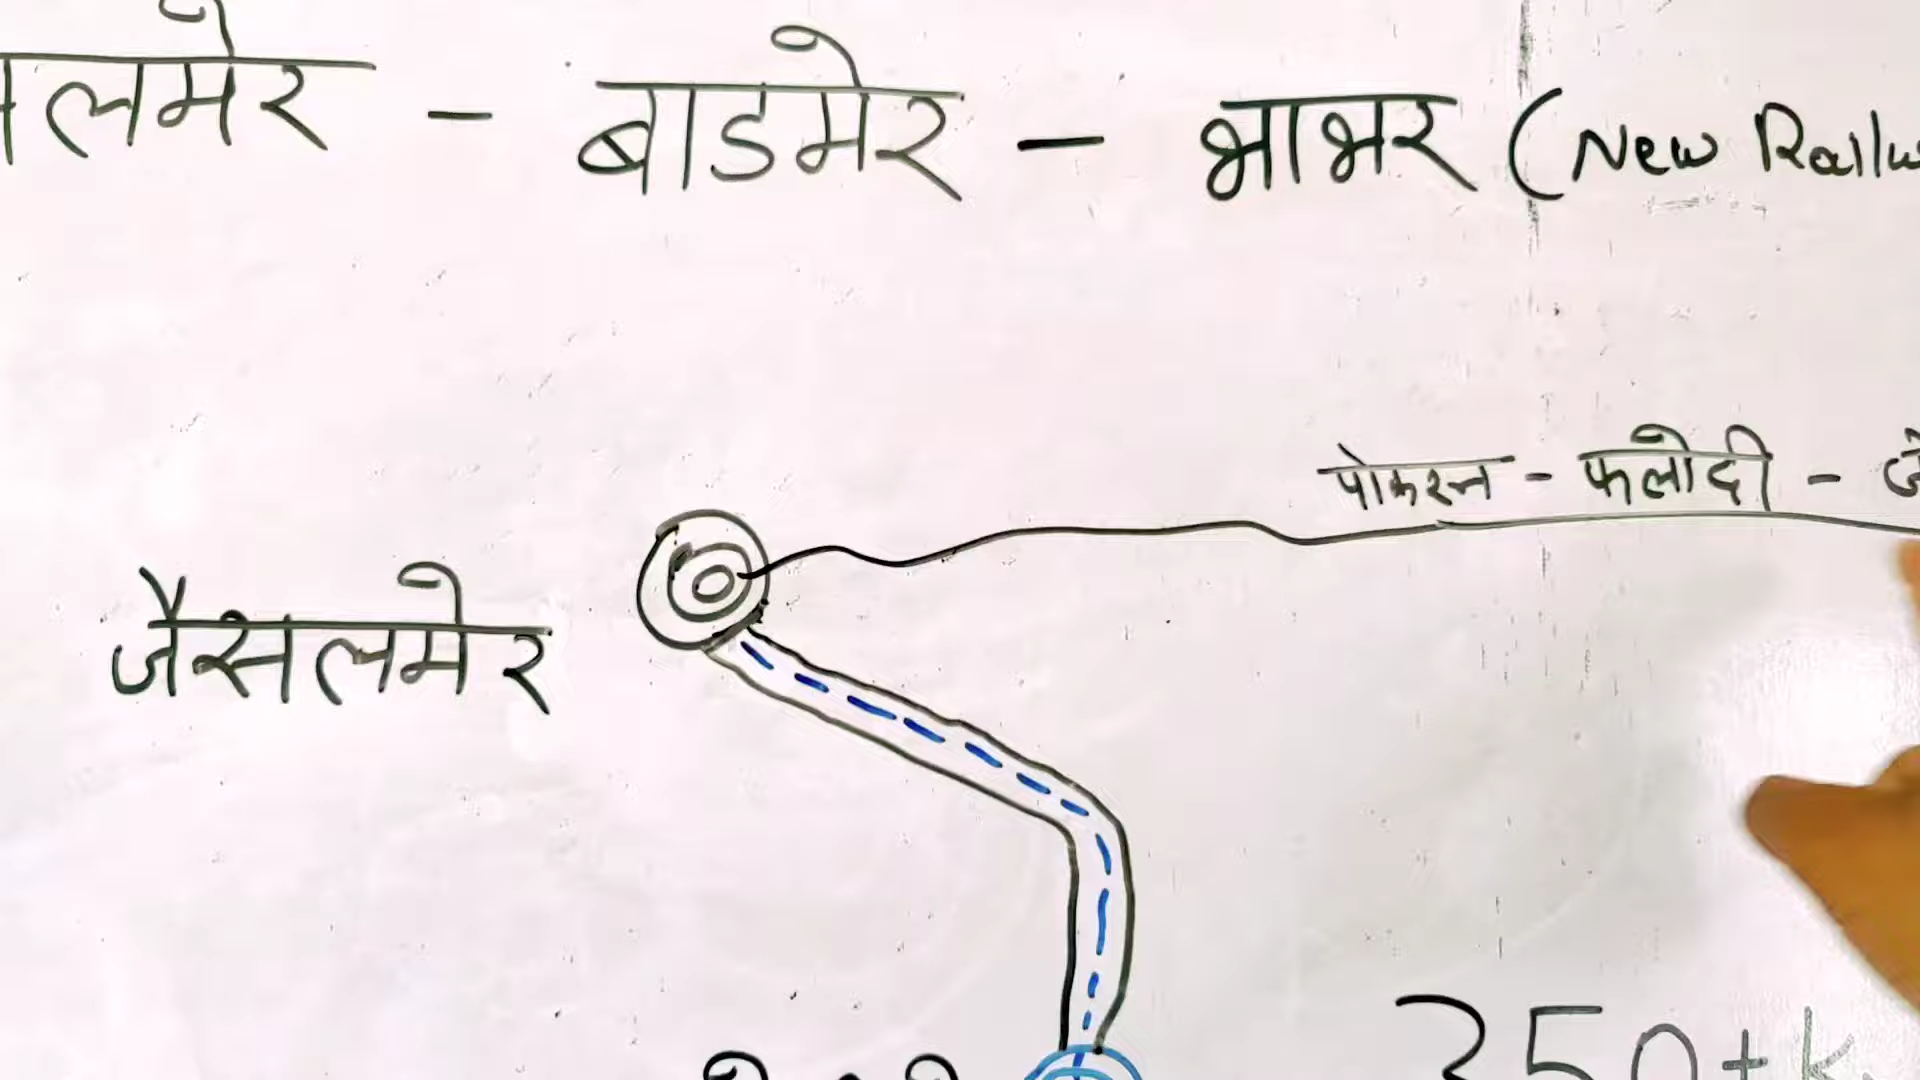 लमेर - बाडमेर - भाभर (New Railw
पोकरन - फलोदी -
जैसलमेर
350+k